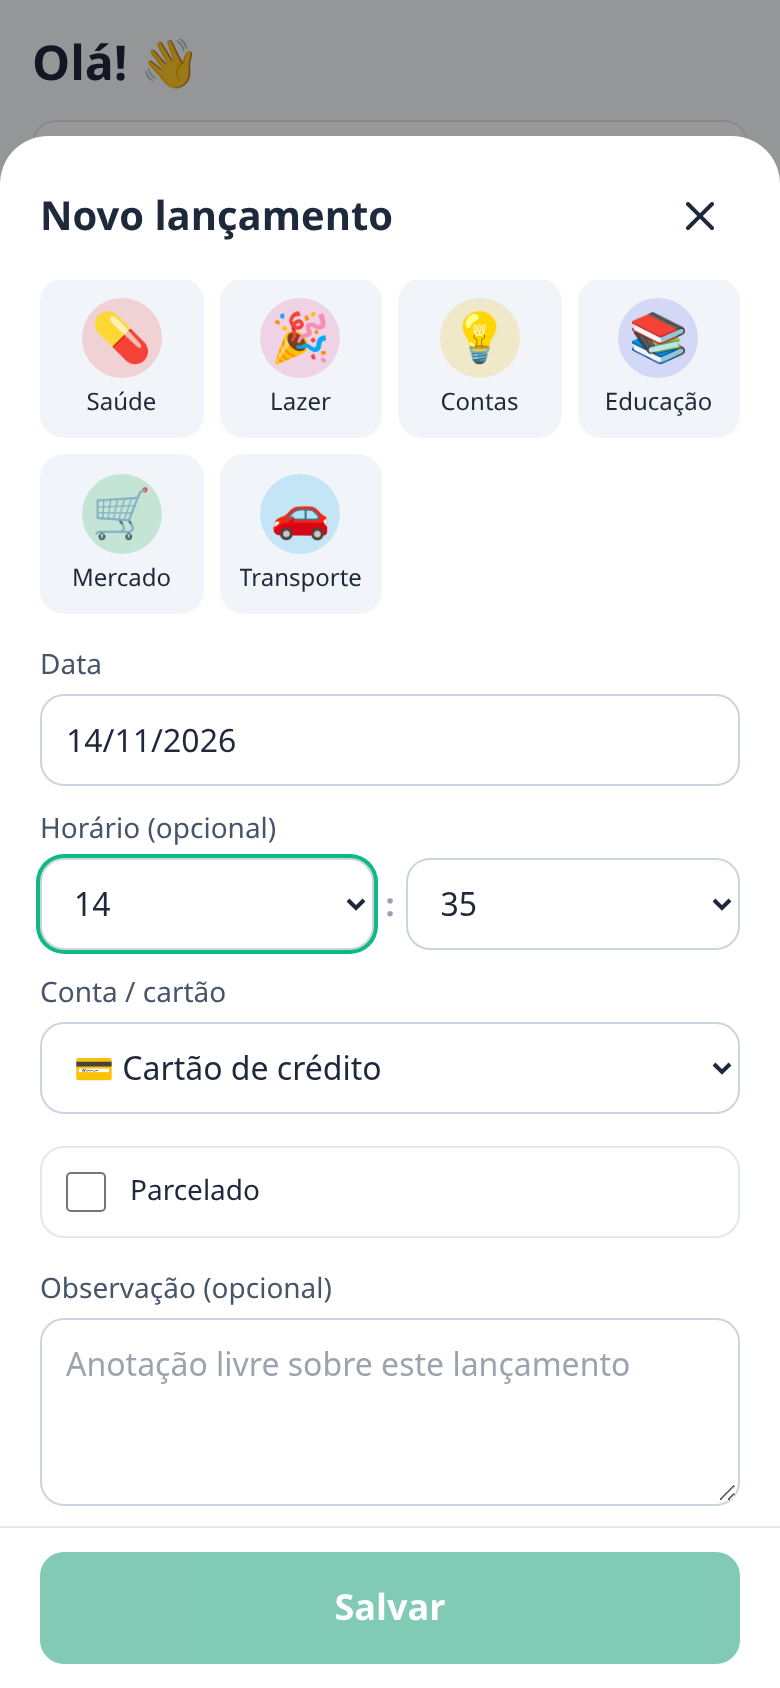 Olá! 👋
Novo lançamento
Saúde Lazer Contas Educação
Mercado Transporte
Data
14/11/2026
Horário (opcional)
14 : 35
Conta / cartão
💳 Cartão de crédito
Parcelado
Observação (opcional)
Anotação livre sobre este lançamento
Salvar